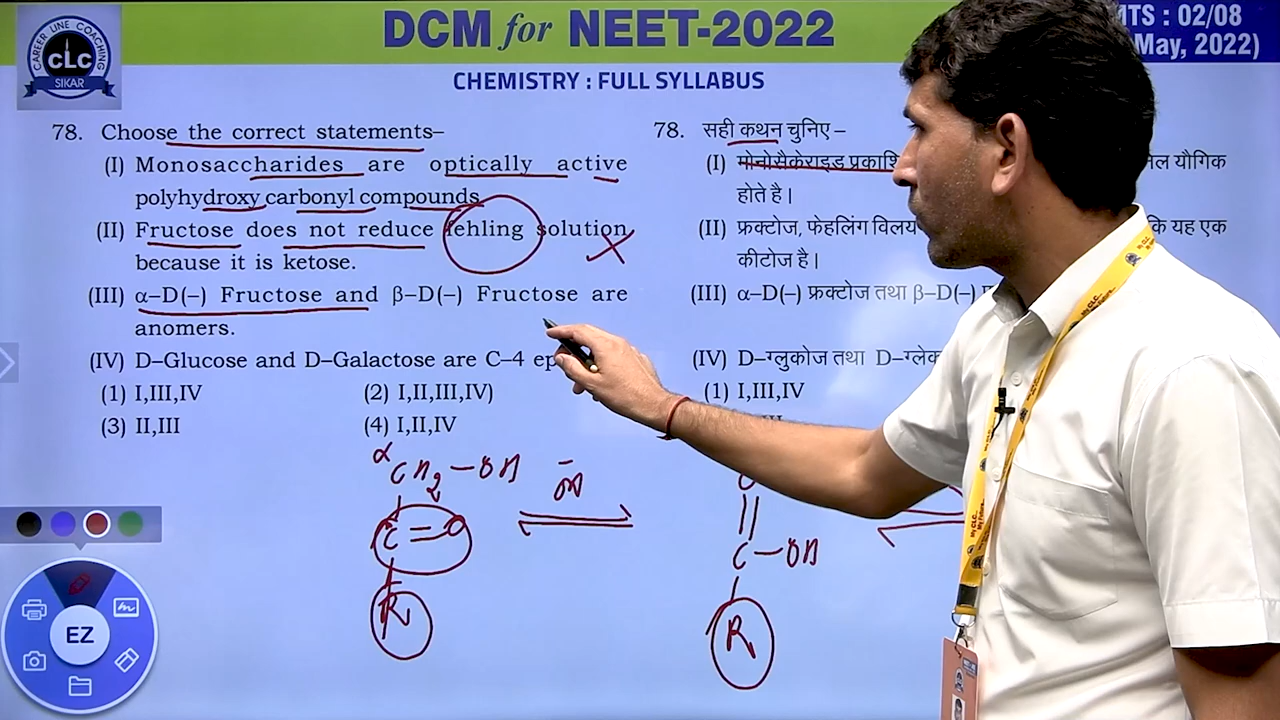 DCM for NEET-2022
MTS : 02/08
May, 2022)
CAREER LINE COACHING
CLC
SIKAR
CHEMISTRY : FULL SYLLABUS
78. Choose the correct statements–
(I) Monosaccharides are optically active
polyhydroxy carbonyl compounds
(II) Fructose does not reduce fehling solution
because it is ketose.
(III) α–D(–) Fructose and β–D(–) Fructose are
anomers.
(IV) D–Glucose and D–Galactose are C–4 ep
(1) I,III,IV (2) I,II,III,IV)
(3) II,III (4) I,II,IV
78. सही कथन चुनिए –
(I) मोनोसैकेराइड प्रकाशि यौगिक
होते है।
(II) फ्रक्टोज, फेहलिंग विलय कि यह एक
कीटोज है।
(III) α–D(–) फ्रक्टोज तथा β–D(–)
(IV) D–ग्लुकोज तथा D–ग्लेक
(1) I,III,IV
α
CH2–OH
C=O
R
ŌH
C–OH
R
EZ